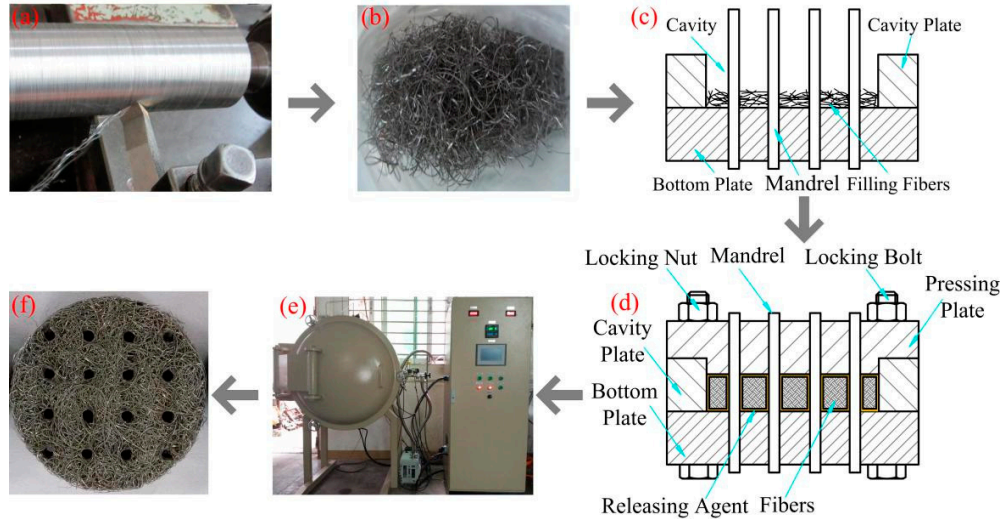 (a)
(b)
(c)
Cavity
Cavity Plate
Bottom Plate
Mandrel
Filling Fibers
(d)
Locking Nut
Mandrel
Locking Bolt
Pressing
Plate
Cavity
Plate
Bottom
Plate
Releasing Agent
Fibers
(e)
(f)